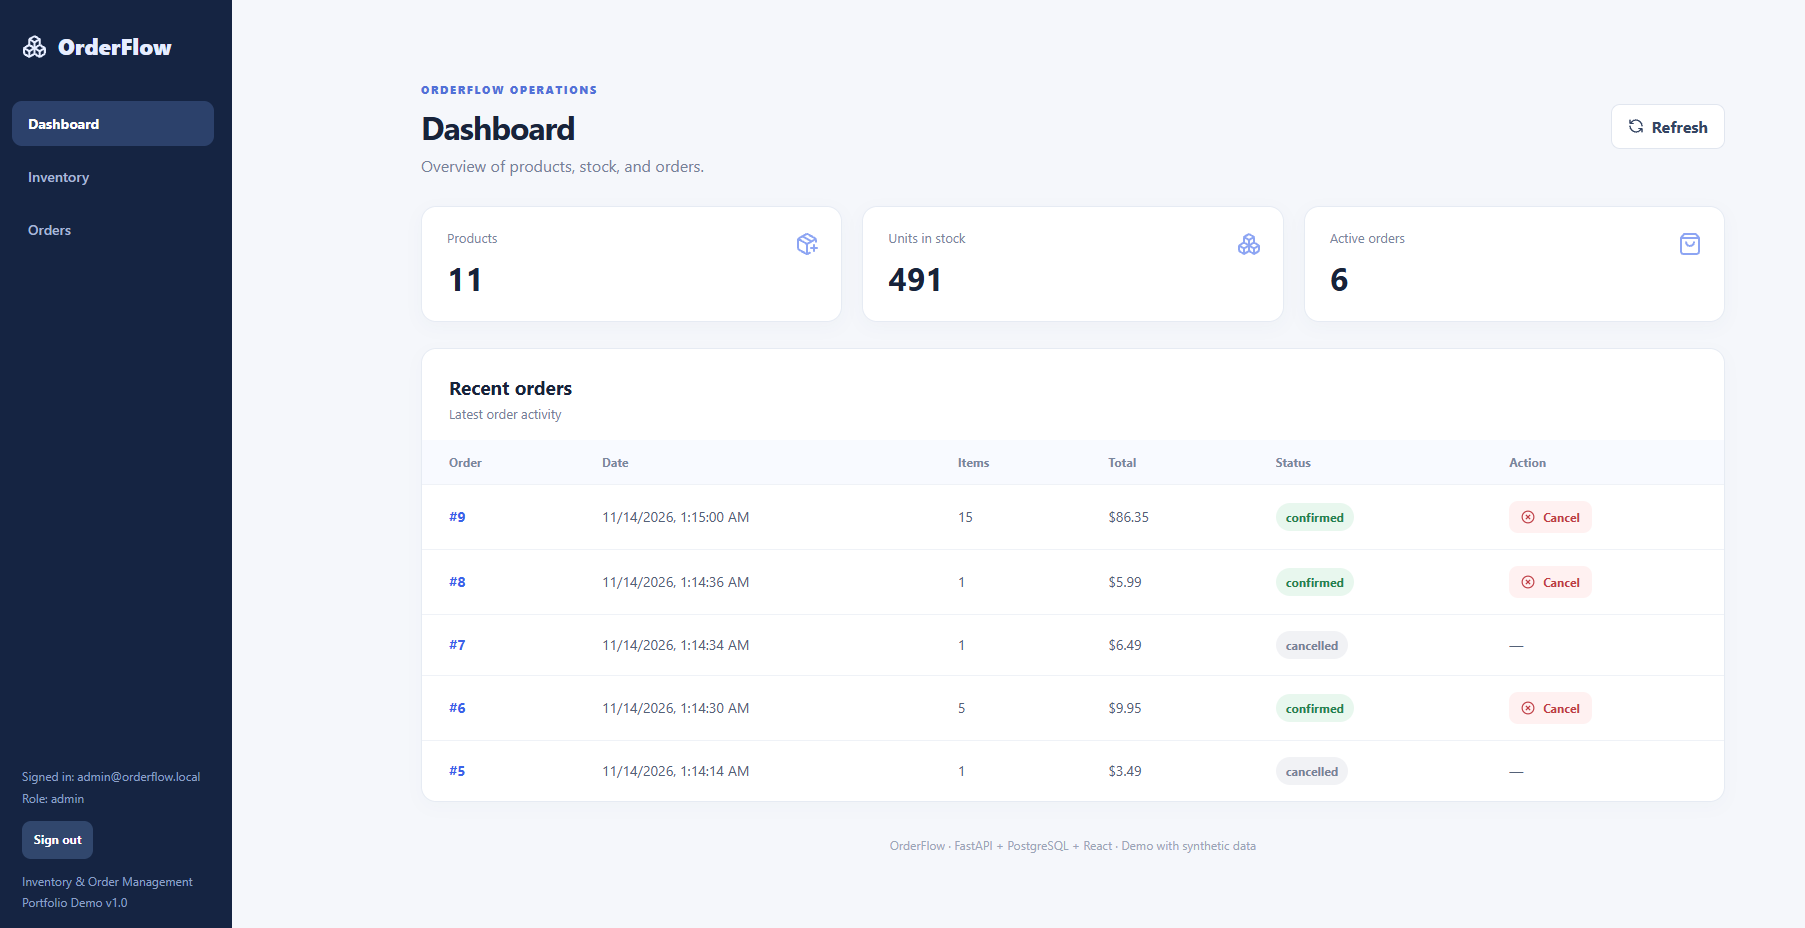 OrderFlow
Dashboard
Inventory
Orders
Signed in: admin@orderflow.local
Role: admin
Sign out
Inventory & Order Management
Portfolio Demo v1.0
ORDERFLOW OPERATIONS
Dashboard
Overview of products, stock, and orders.
Refresh
Products
11
Units in stock
491
Active orders
6
Recent orders
Latest order activity
Order Date Items Total Status Action
#9 11/14/2026, 1:15:00 AM 15 $86.35 confirmed Cancel
#8 11/14/2026, 1:14:36 AM 1 $5.99 confirmed Cancel
#7 11/14/2026, 1:14:34 AM 1 $6.49 cancelled —
#6 11/14/2026, 1:14:30 AM 5 $9.95 confirmed Cancel
#5 11/14/2026, 1:14:14 AM 1 $3.49 cancelled —
OrderFlow · FastAPI + PostgreSQL + React · Demo with synthetic data